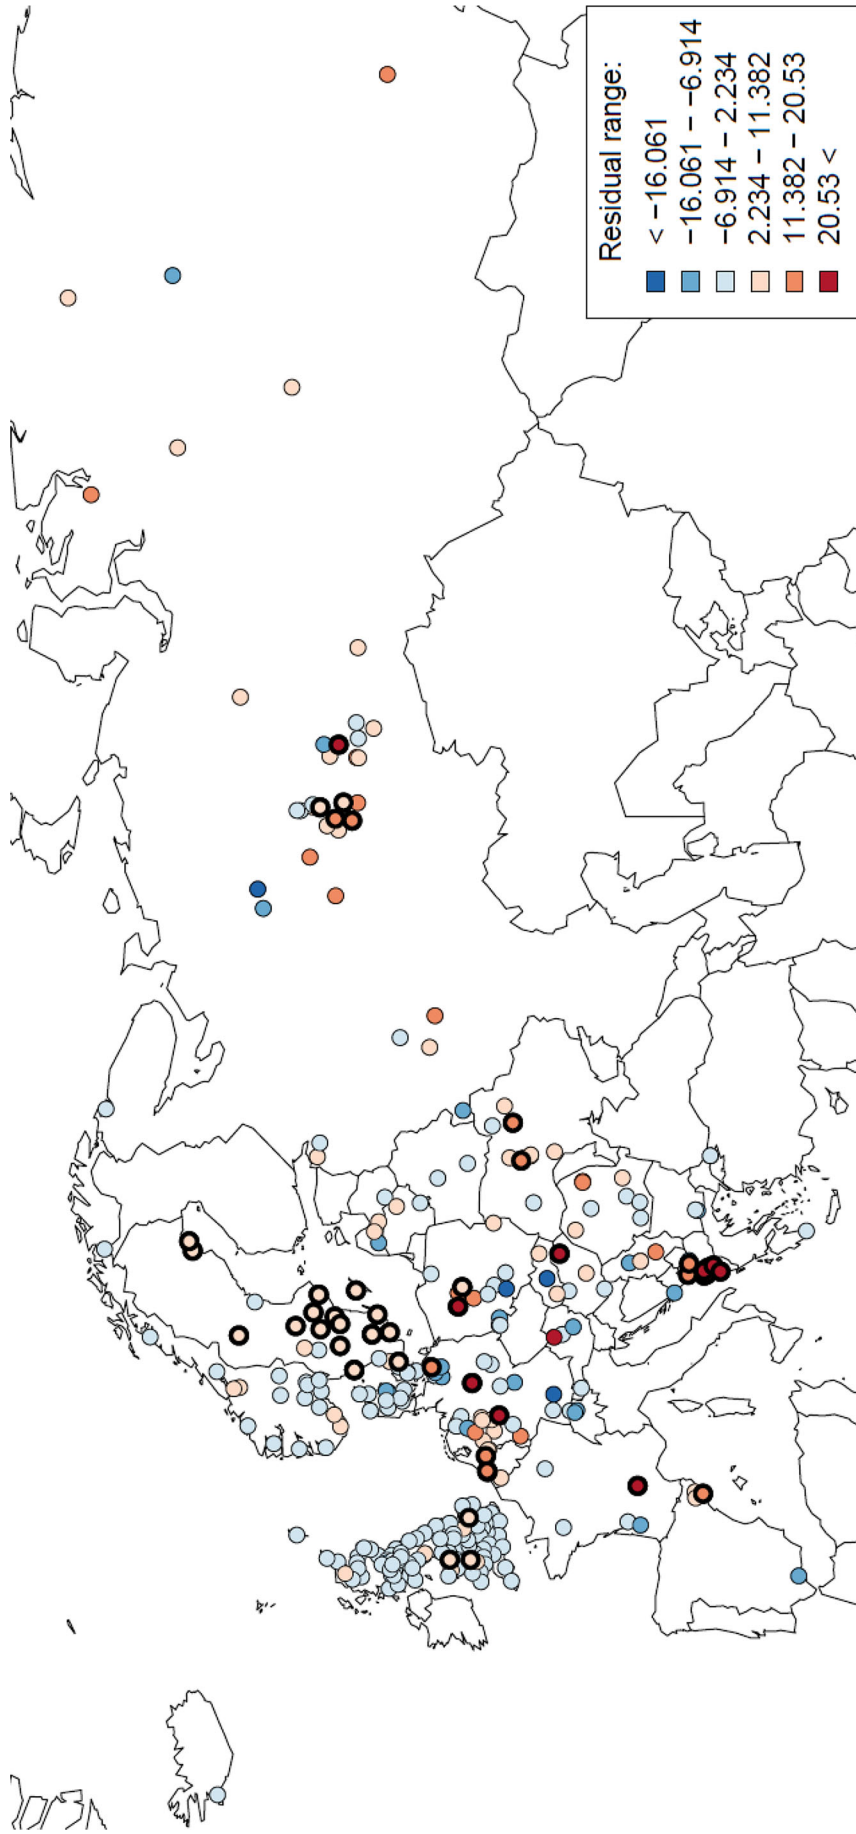 Residual range:
< −16.061
−16.061 − −6.914
−6.914 − 2.234
2.234 − 11.382
11.382 − 20.53
20.53 <